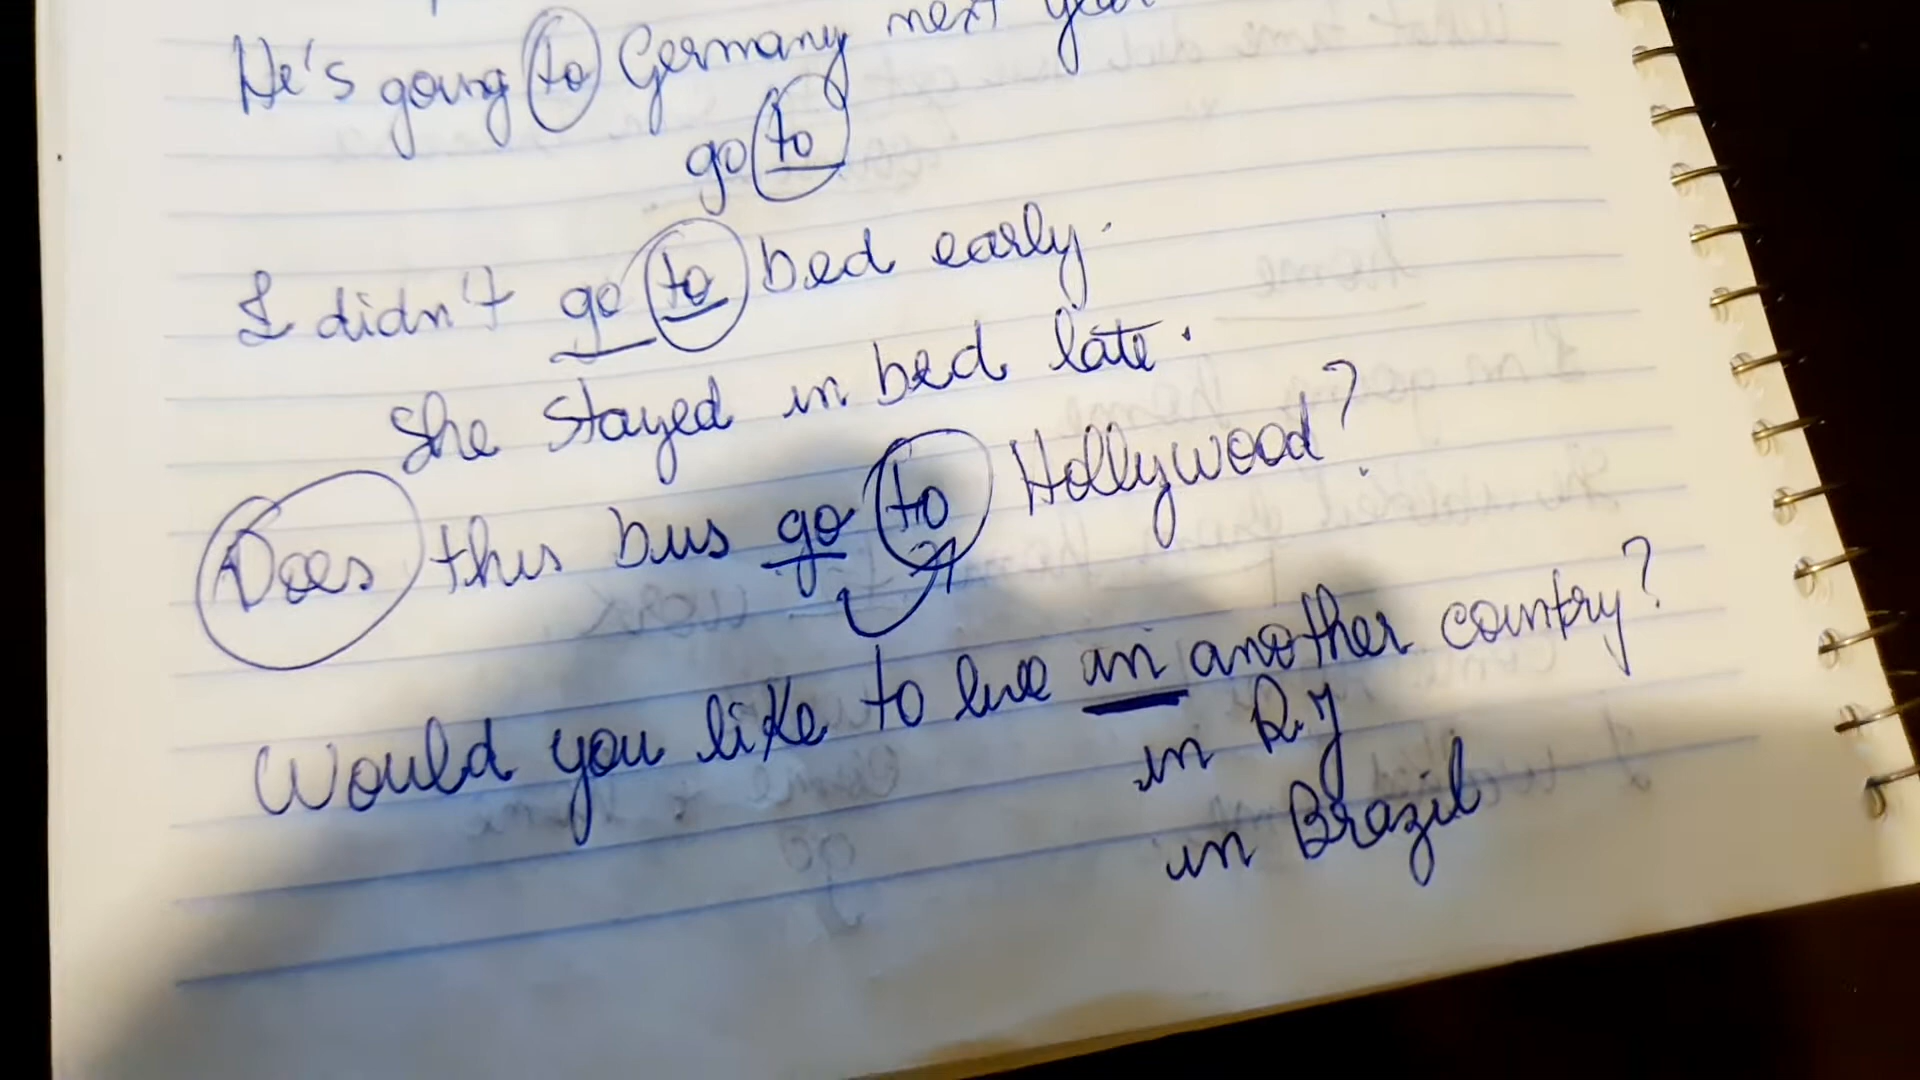 He's going to Germany next year
go to
I didn't go to bed early.
She stayed in bed late.
Does this bus go to Hollywood?
Would you like to live in another country?
in R.J
in Brazil